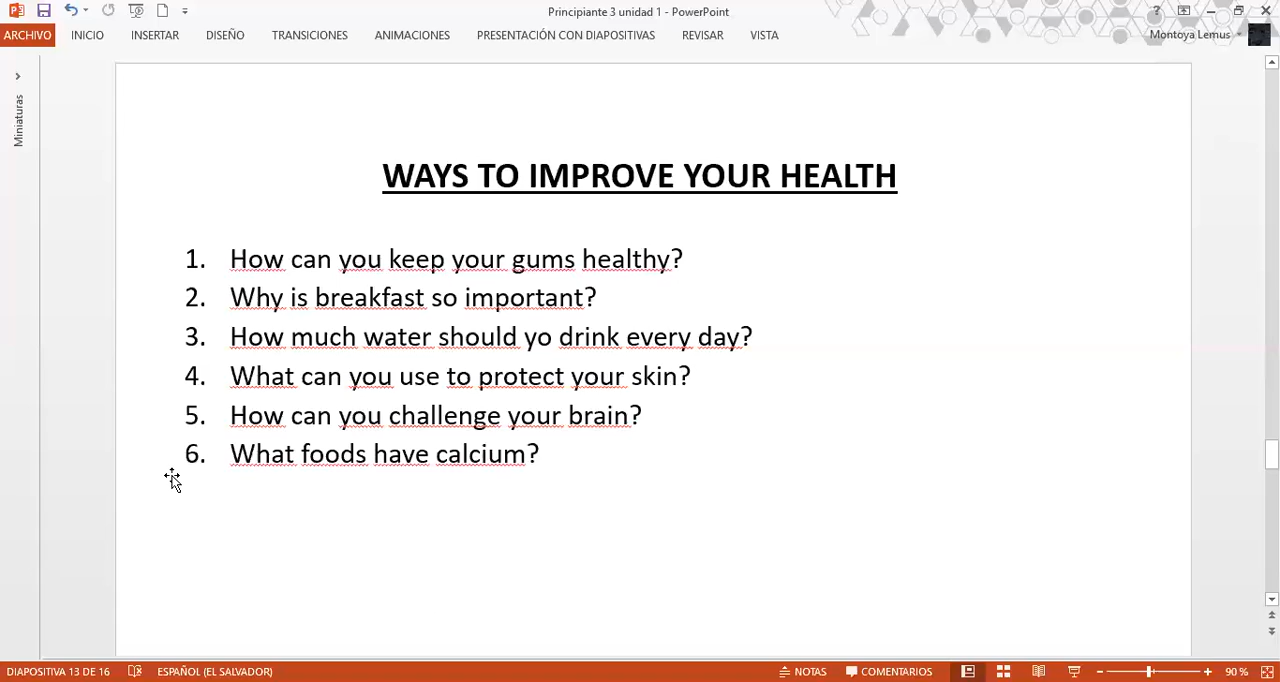 Principiante 3 unidad 1 - PowerPoint
?
ARCHIVO INICIO INSERTAR DISEÑO TRANSICIONES ANIMACIONES PRESENTACIÓN CON DIAPOSITIVAS REVISAR VISTA Montoya Lemus
Miniaturas
WAYS TO IMPROVE YOUR HEALTH
1. How can you keep your gums healthy?
2. Why is breakfast so important?
3. How much water should yo drink every day?
4. What can you use to protect your skin?
5. How can you challenge your brain?
6. What foods have calcium?
DIAPOSITIVA 13 DE 16 ESPAÑOL (EL SALVADOR) NOTAS COMENTARIOS 90 %